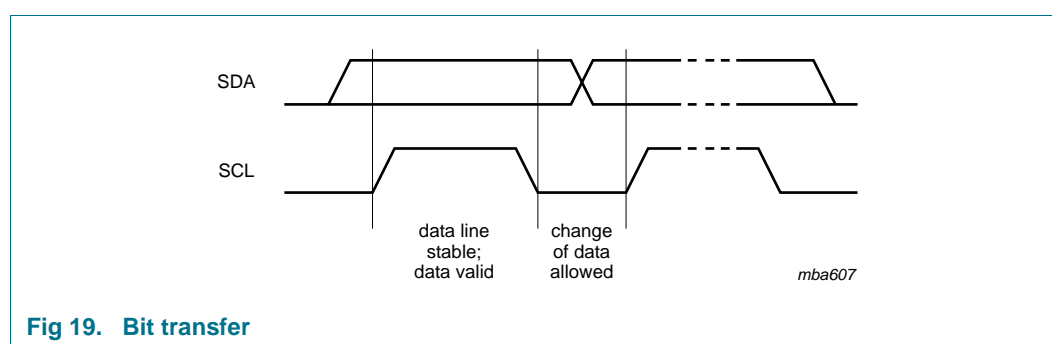 SDA
SCL
data line
stable;
data valid
change
of data
allowed
mba607
Fig 19. Bit transfer